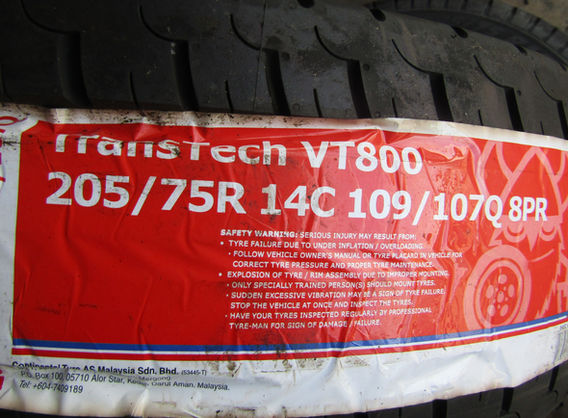 TransTech VT800
205/75R 14C 109/107Q 8PR
SAFETY WARNING: SERIOUS INJURY MAY RESULT FROM:
• TYRE FAILURE DUE TO UNDER INFLATION / OVERLOADING.
• FOLLOW VEHICLE OWNER'S MANUAL OR TYRE PLACARD IN VEHICLE FOR
CORRECT TYRE PRESSURE AND PROPER TYRE MAINTENANCE.
• EXPLOSION OF TYRE / RIM ASSEMBLY DUE TO IMPROPER MOUNTING.
• ONLY SPECIALLY TRAINED PERSON(S) SHOULD MOUNT TYRES.
• SUDDEN EXCESSIVE VIBRATION MAY BE A SIGN OF TYRE FAILURE.
STOP THE VEHICLE AT ONCE AND INSPECT THE TYRES.
• HAVE YOUR TYRES INSPECTED REGULARLY BY PROFESSIONAL
TYRE-MAN FOR SIGN OF DAMAGE / FAILURE.
Continental Tyre AS Malaysia Sdn. Bhd. (53445-T)
P.O. Box 100, 05710 Alor Star, Kedah Darul Aman. Malaysia.
Tel: +604-7409189